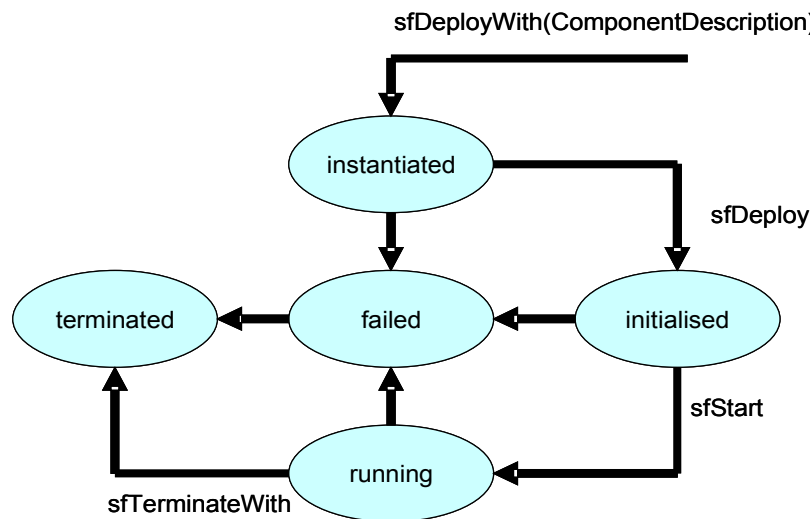 sfDeployWith(ComponentDescription)
instantiated
sfDeploy
terminated
failed
initialised
sfStart
running
sfTerminateWith